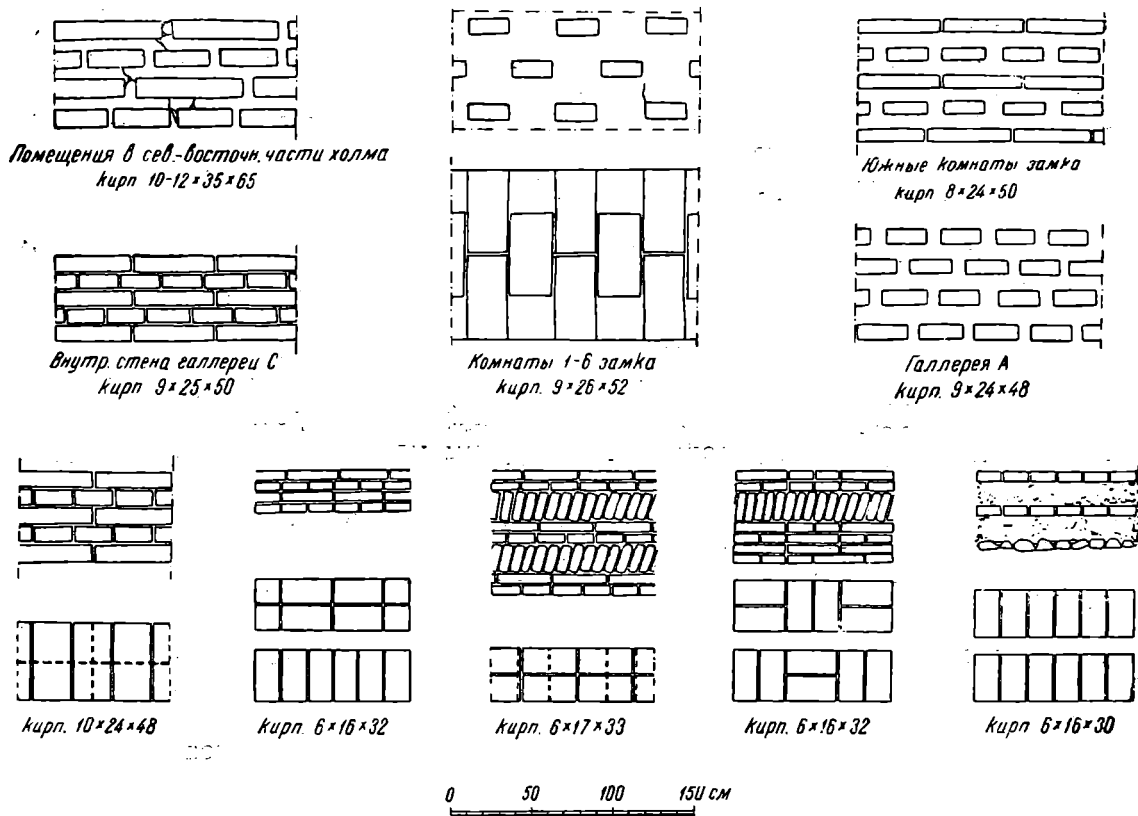 Помещения в сев.-восточн. части холма
кирп 10-12×35×65
Южные комнаты замка
кирп 8×24×50
Внутр. стена галлереи С
кирп 9×25×50
Комнаты 1-6 замка
кирп. 9×26×52
Галлерея А
кирп. 9×24×48
кирп. 10×24×48
кирп. 6×16×32
кирп. 6×17×33
кирп. 6×16×32
кирп. 6×16×30
0 50 100 150 см